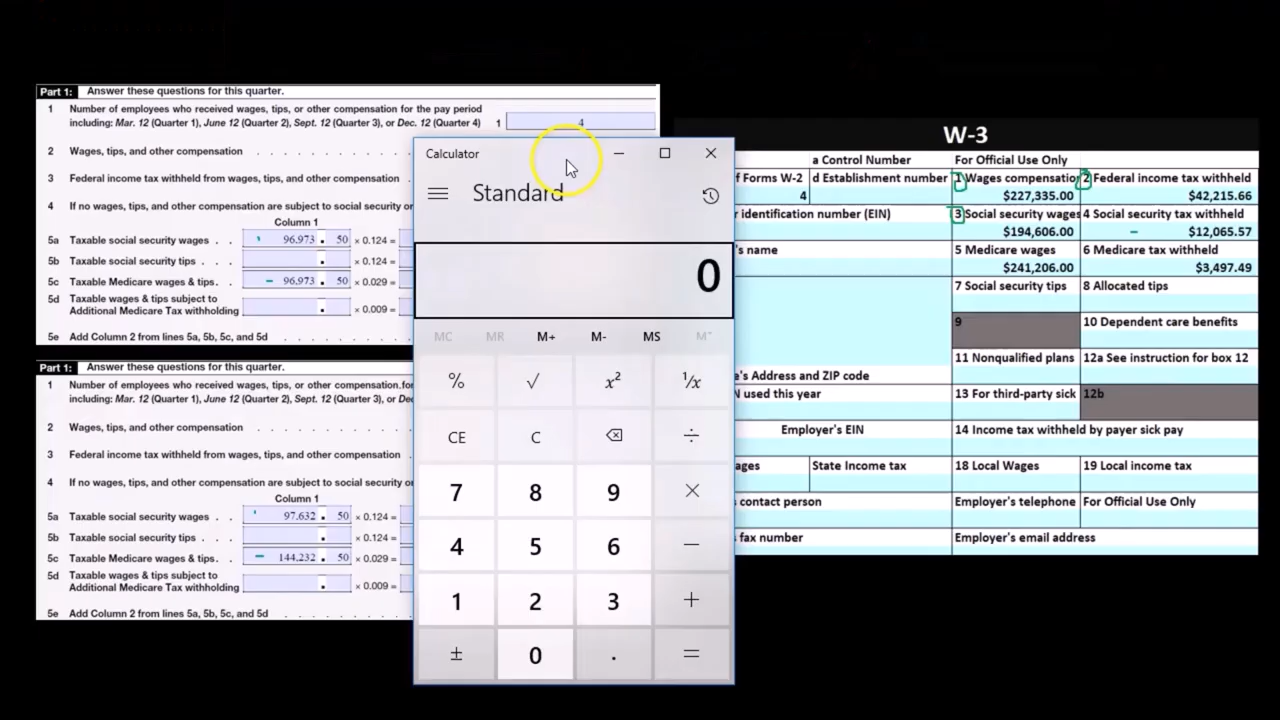 Part 1: Answer these questions for this quarter.
1 Number of employees who received wages, tips, or other compensation for the pay period
including: Mar. 12 (Quarter 1), June 12 (Quarter 2), Sept. 12 (Quarter 3), or Dec. 12 (Quarter 4) 1 4
2 Wages, tips, and other compensation . . . . . . . . . .
3 Federal income tax withheld from wages, tips, and other compensation .
4 If no wages, tips, and other compensation are subject to social security or
Column 1
5a Taxable social security wages . . 96,973 . 50 × 0.124 =
5b Taxable social security tips . . . × 0.124 =
5c Taxable Medicare wages & tips. . 96,973 . 50 × 0.029 =
5d Taxable wages & tips subject to
Additional Medicare Tax withholding . × 0.009 =
5e Add Column 2 from lines 5a, 5b, 5c, and 5d . . . . . . . . .
Part 1: Answer these questions for this quarter.
1 Number of employees who received wages, tips, or other compensation for
including: Mar. 12 (Quarter 1), June 12 (Quarter 2), Sept. 12 (Quarter 3), or De
2 Wages, tips, and other compensation . . . . . . . . . .
3 Federal income tax withheld from wages, tips, and other compensation .
4 If no wages, tips, and other compensation are subject to social security or
Column 1
5a Taxable social security wages . . 97,632 . 50 × 0.124 =
5b Taxable social security tips . . . × 0.124 =
5c Taxable Medicare wages & tips. . 144,232 . 50 × 0.029 =
5d Taxable wages & tips subject to
Additional Medicare Tax withholding . × 0.009 =
5e Add Column 2 from lines 5a, 5b, 5c, and 5d . . . . . . . . .
Calculator
Standard
0
MC MR M+ M- MS M˅
% √ x² ¹/x
CE C ⌫ ÷
7 8 9 ×
4 5 6 −
1 2 3 +
± 0 . =
W-3
a Control Number For Official Use Only
f Forms W-2 d Establishment number 1 Wages compensation 2 Federal income tax withheld
4 $227,335.00 $42,215.66
r identification number (EIN) 3 Social security wages 4 Social security tax withheld
$194,606.00 $12,065.57
's name 5 Medicare wages 6 Medicare tax withheld
$241,206.00 $3,497.49
7 Social security tips 8 Allocated tips
9 10 Dependent care benefits
11 Nonqualified plans 12a See instruction for box 12
e's Address and ZIP code
N used this year 13 For third-party sick 12b
Employer's EIN 14 Income tax withheld by payer sick pay
ages State Income tax 18 Local Wages 19 Local income tax
s contact person Employer's telephone For Official Use Only
s fax number Employer's email address